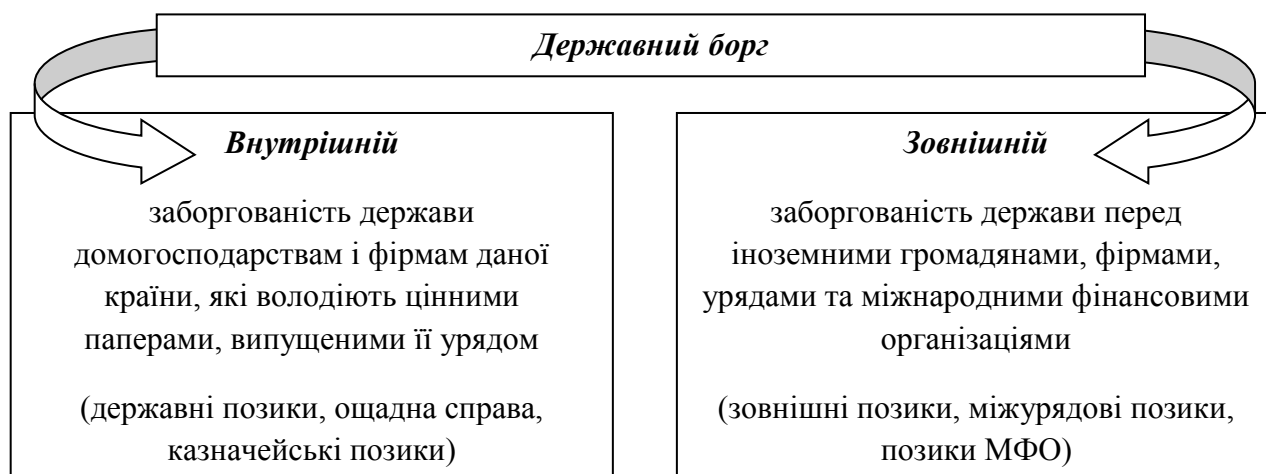 Державний борг
Внутрішній
заборгованість держави
домогосподарствам і фірмам даної
країни, які володіють цінними
паперами, випущеними її урядом
(державні позики, ощадна справа,
казначейські позики)
Зовнішній
заборгованість держави перед
іноземними громадянами, фірмами,
урядами та міжнародними фінансовими
організаціями
(зовнішні позики, міжурядові позики,
позики МФО)